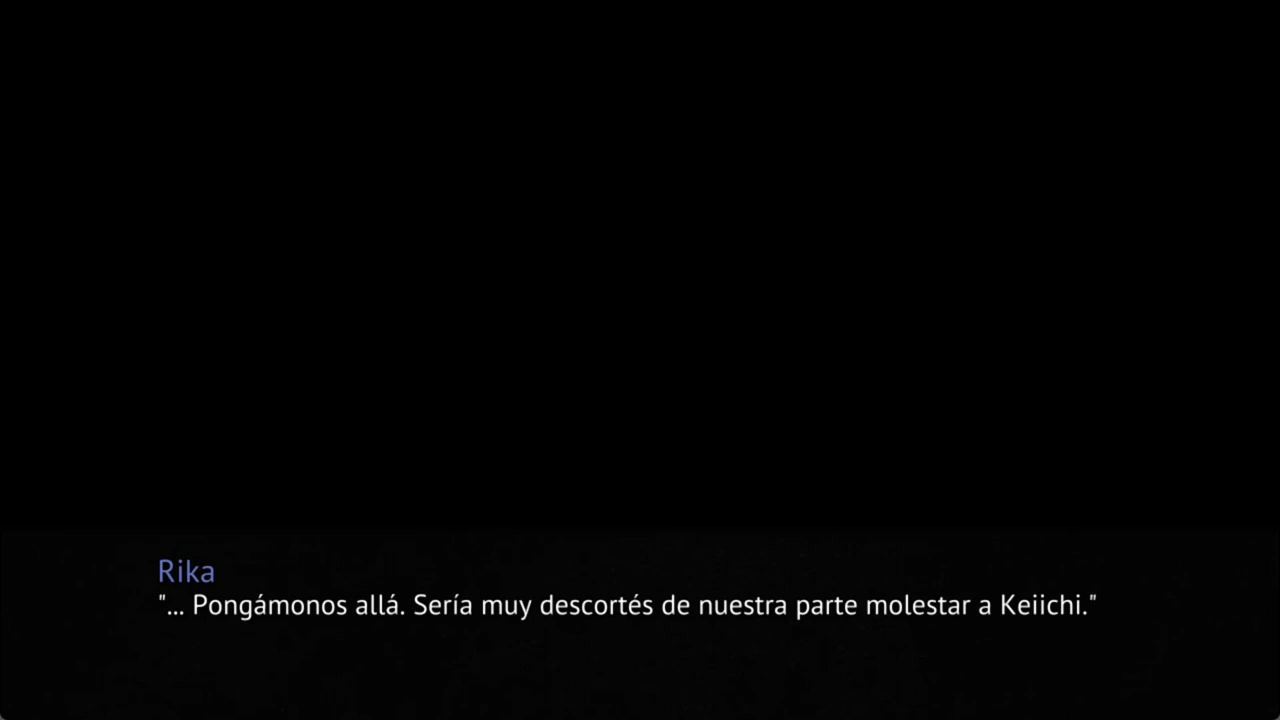 Rika
"... Pongámonos allá. Sería muy descortés de nuestra parte molestar a Keiichi."